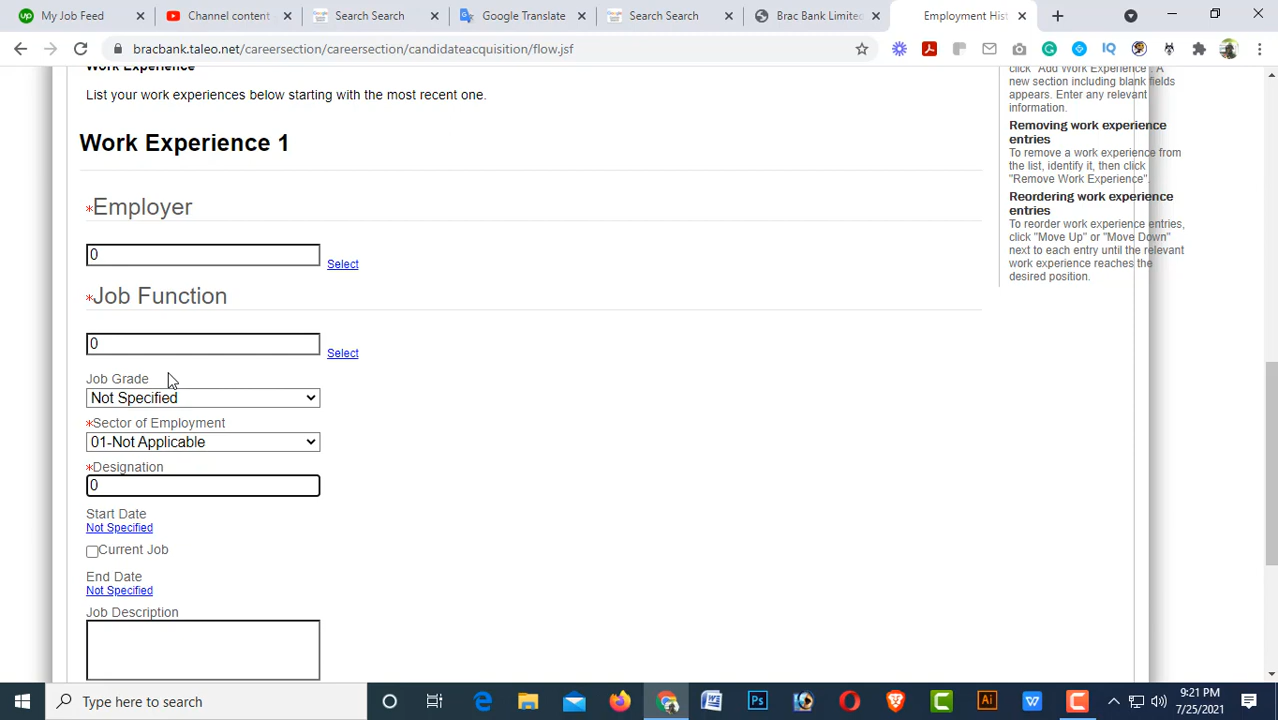 My Job Feed
Channel content
Search Search
Google Translate
Search Search
Brac Bank Limite
Employment Hist
bracbank.taleo.net/careersection/careersection/candidateacquisition/flow.jsf
Work Experience
List your work experiences below starting with the most recent one.
Work Experience 1
*Employer
0
Select
*Job Function
0
Select
Job Grade
Not Specified
*Sector of Employment
01-Not Applicable
*Designation
0
Start Date
Not Specified
Current Job
End Date
Not Specified
Job Description
click "Add Work Experience". A
new section including blank fields
appears. Enter any relevant
information.
Removing work experience
entries
To remove a work experience from
the list, identify it, then click
"Remove Work Experience".
Reordering work experience
entries
To reorder work experience entries,
click "Move Up" or "Move Down"
next to each entry until the relevant
work experience reaches the
desired position.
Type here to search
9:21 PM
7/25/2021